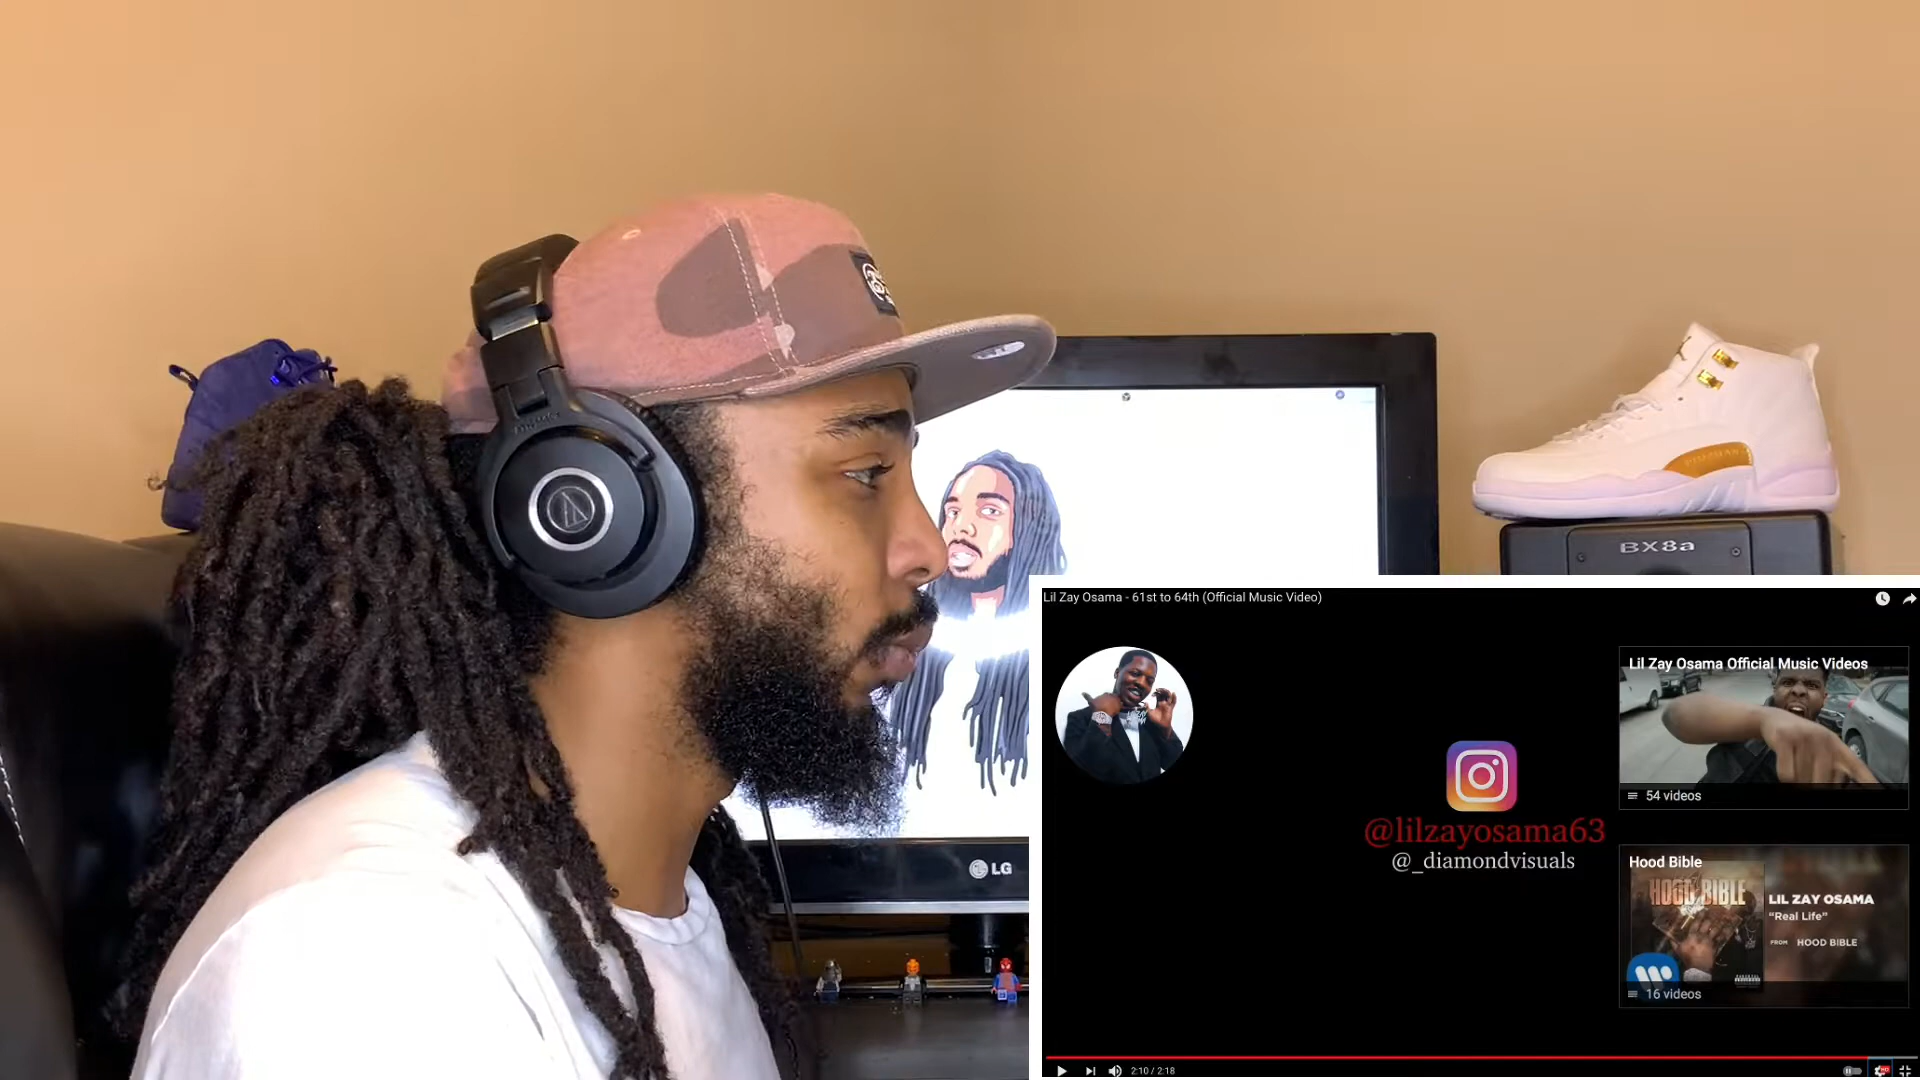 BX8a
LG
Lil Zay Osama - 61st to 64th (Official Music Video)
Lil Zay Osama Official Music Videos
54 videos
@lilzayosama63
@_diamondvisuals
Hood Bible
HOOD BIBLE
LIL ZAY OSAMA
“Real Life”
FROM HOOD BIBLE
16 videos
2:10 / 2:18